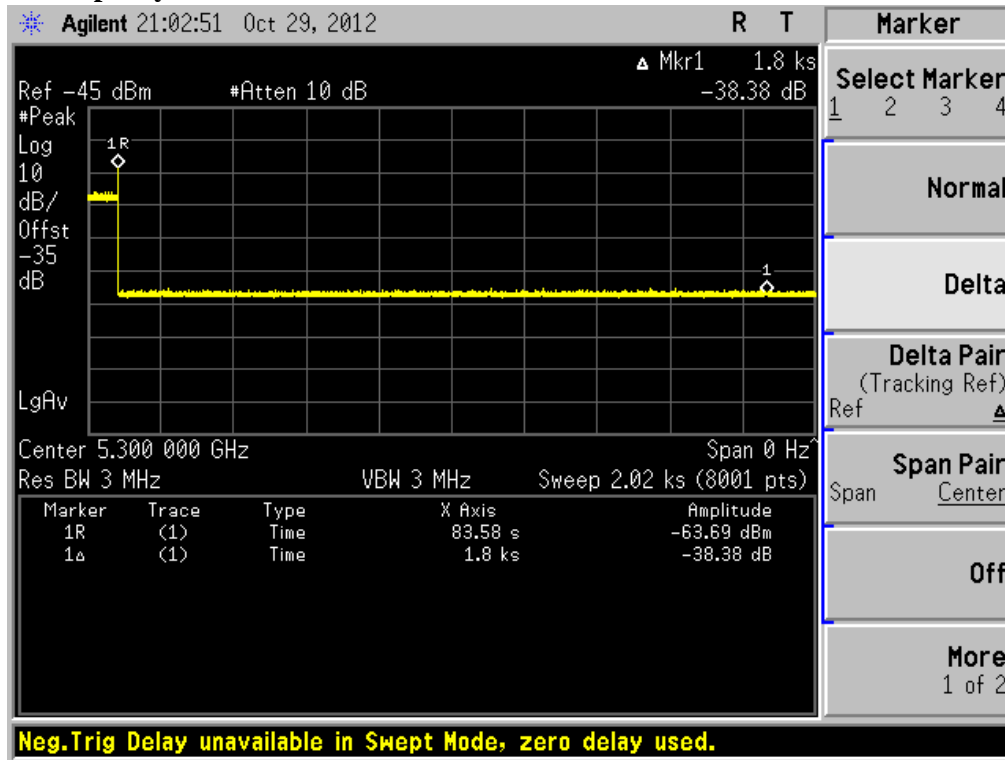 Agilent 21:02:51 Oct 29, 2012 R T
Δ Mkr1 1.8 ks
Ref -45 dBm #Atten 10 dB -38.38 dB
#Peak
Log
10
dB/
Offst
-35
dB
1R
1
LgAv
Center 5.300 000 GHz Span 0 Hz^
Res BW 3 MHz VBW 3 MHz Sweep 2.02 ks (8001 pts)
Marker Trace Type X Axis Amplitude
1R (1) Time 83.58 s -63.69 dBm
1Δ (1) Time 1.8 ks -38.38 dB
Neg.Trig Delay unavailable in Swept Mode, zero delay used.
Marker
Select Marker
1 2 3 4
Normal
Delta
Delta Pair
(Tracking Ref)
Ref Δ
Span Pair
Span Center
Off
More
1 of 2